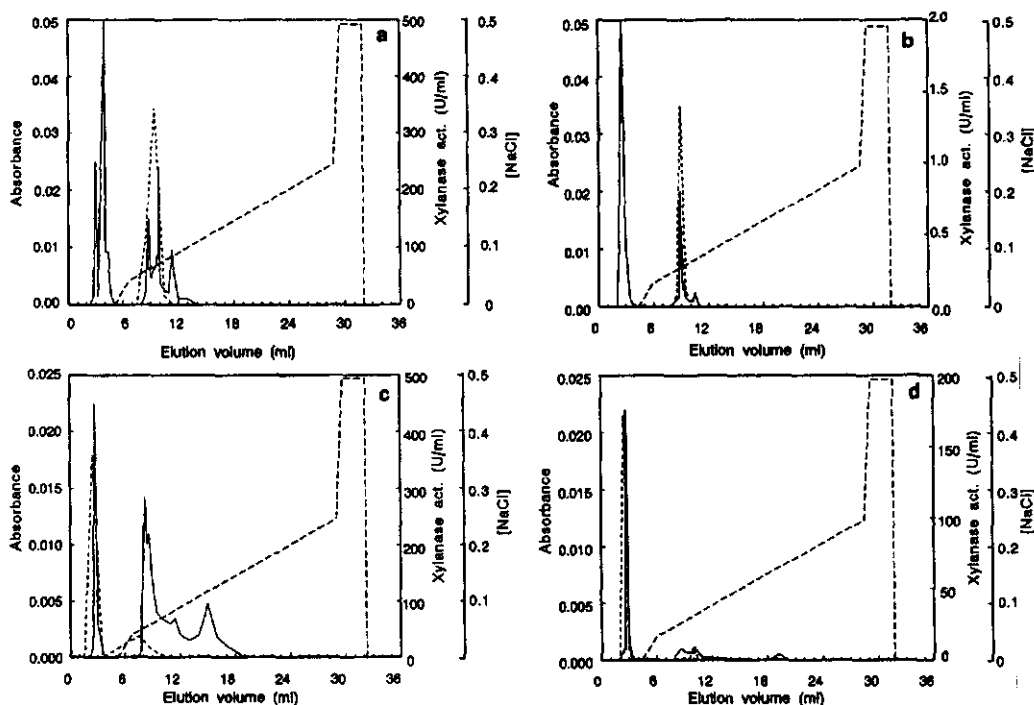 a
0.05
0.04
0.03
0.02
0.01
0.00
Absorbance
500
400
300
200
100
0
Xylanase act. (U/ml)
0.5
0.4
0.3
0.2
0.1
0
[NaCl]
0 6 12 18 24 30 36
Elution volume (ml)
b
0.05
0.04
0.03
0.02
0.01
0.00
Absorbance
2.0
1.5
1.0
0.5
0.0
Xylanase act. (U/ml)
0.5
0.4
0.3
0.2
0.1
0
[NaCl]
0 6 12 18 24 30 36
Elution volume (ml)
c
0.025
0.020
0.015
0.010
0.005
0.000
Absorbance
500
400
300
200
100
0
Xylanase act. (U/ml)
0.5
0.4
0.3
0.2
0.1
0
[NaCl]
0 6 12 18 24 30 36
Elution volume (ml)
d
0.025
0.020
0.015
0.010
0.005
0.000
Absorbance
200
150
100
50
0
Xylanase act. (U/ml)
0.5
0.4
0.3
0.2
0.1
0
[NaCl]
0 6 12 18 24 30 36
Elution volume (ml)